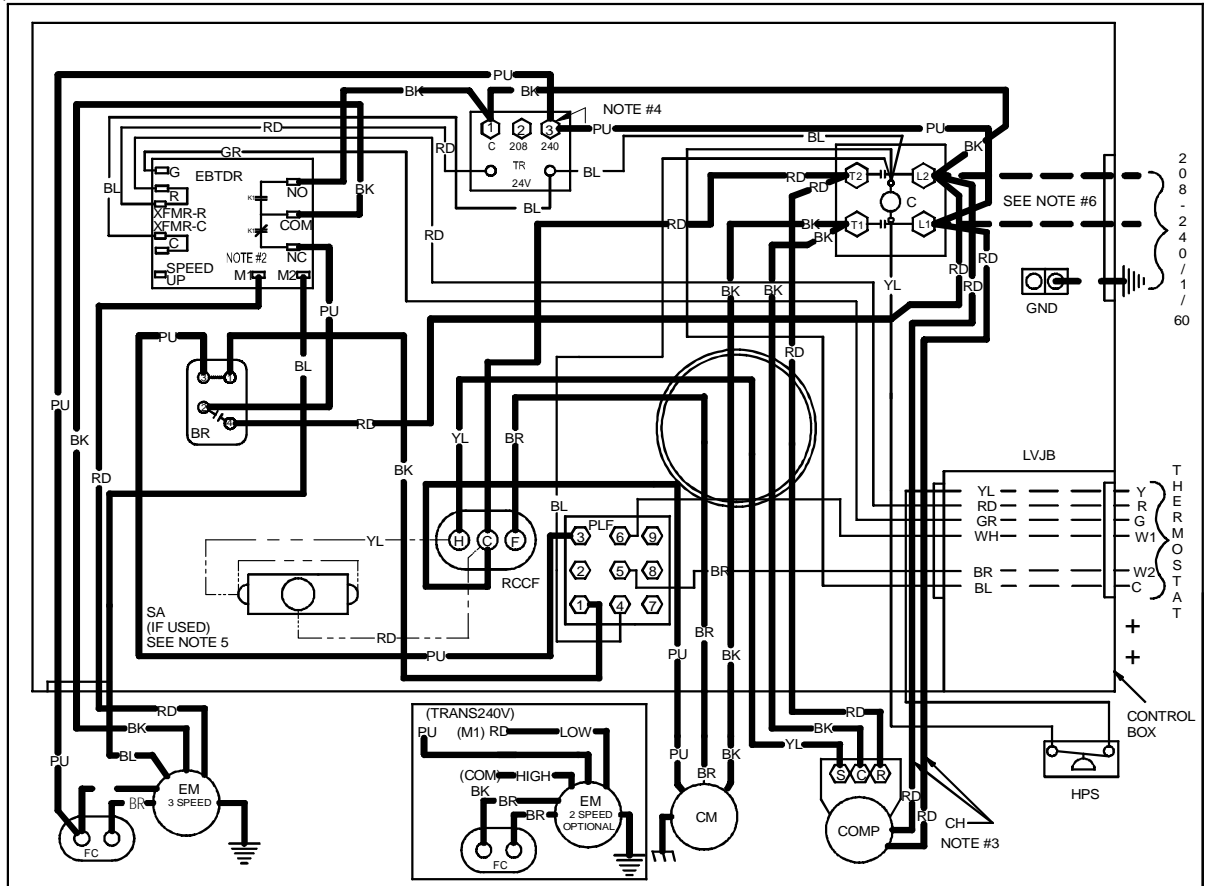 PU
BK
BK
NOTE #4
RD
RD
1
2
3
C
208
240
PU
BL
PU
BK
TR
24V
BL
BL
GR
G
EBTDR
R
BL
XFMR-R
XFMR-C
C
SPEED
UP
K1
K1
NO
COM
NC
NOTE #2
M1
M2
BK
RD
RD
T2
L2
C
T1
L1
RD
RD
BK
BK
SEE NOTE #6
208-240/1/60
RD
RD
RD
YL
GND
BK
BK
PU
PU
BL
3
1
2
4
BR
RD
RD
PU
BK
RD
BK
YL
BR
BL
LVJB
YL
RD
GR
WH
BR
BL
Y
R
G
W1
W2
C
THERMOSTAT
YL
H
C
F
RCCF
PLF
3
6
9
2
5
8
1
4
7
BR
SA
(IF USED)
SEE NOTE 5
RD
PU
PU
BR
BK
+
+
CONTROL
BOX
RD
BK
BL
PU
BR
EM
3 SPEED
FC
(TRANS240V)
PU
(M1)
RD
LOW
(COM)
HIGH
BK
BR
BR
EM
2 SPEED
OPTIONAL
FC
PU
BR
CM
RD
BK
YL
S
C
R
COMP
RD
RD
CH
NOTE #3
HPS